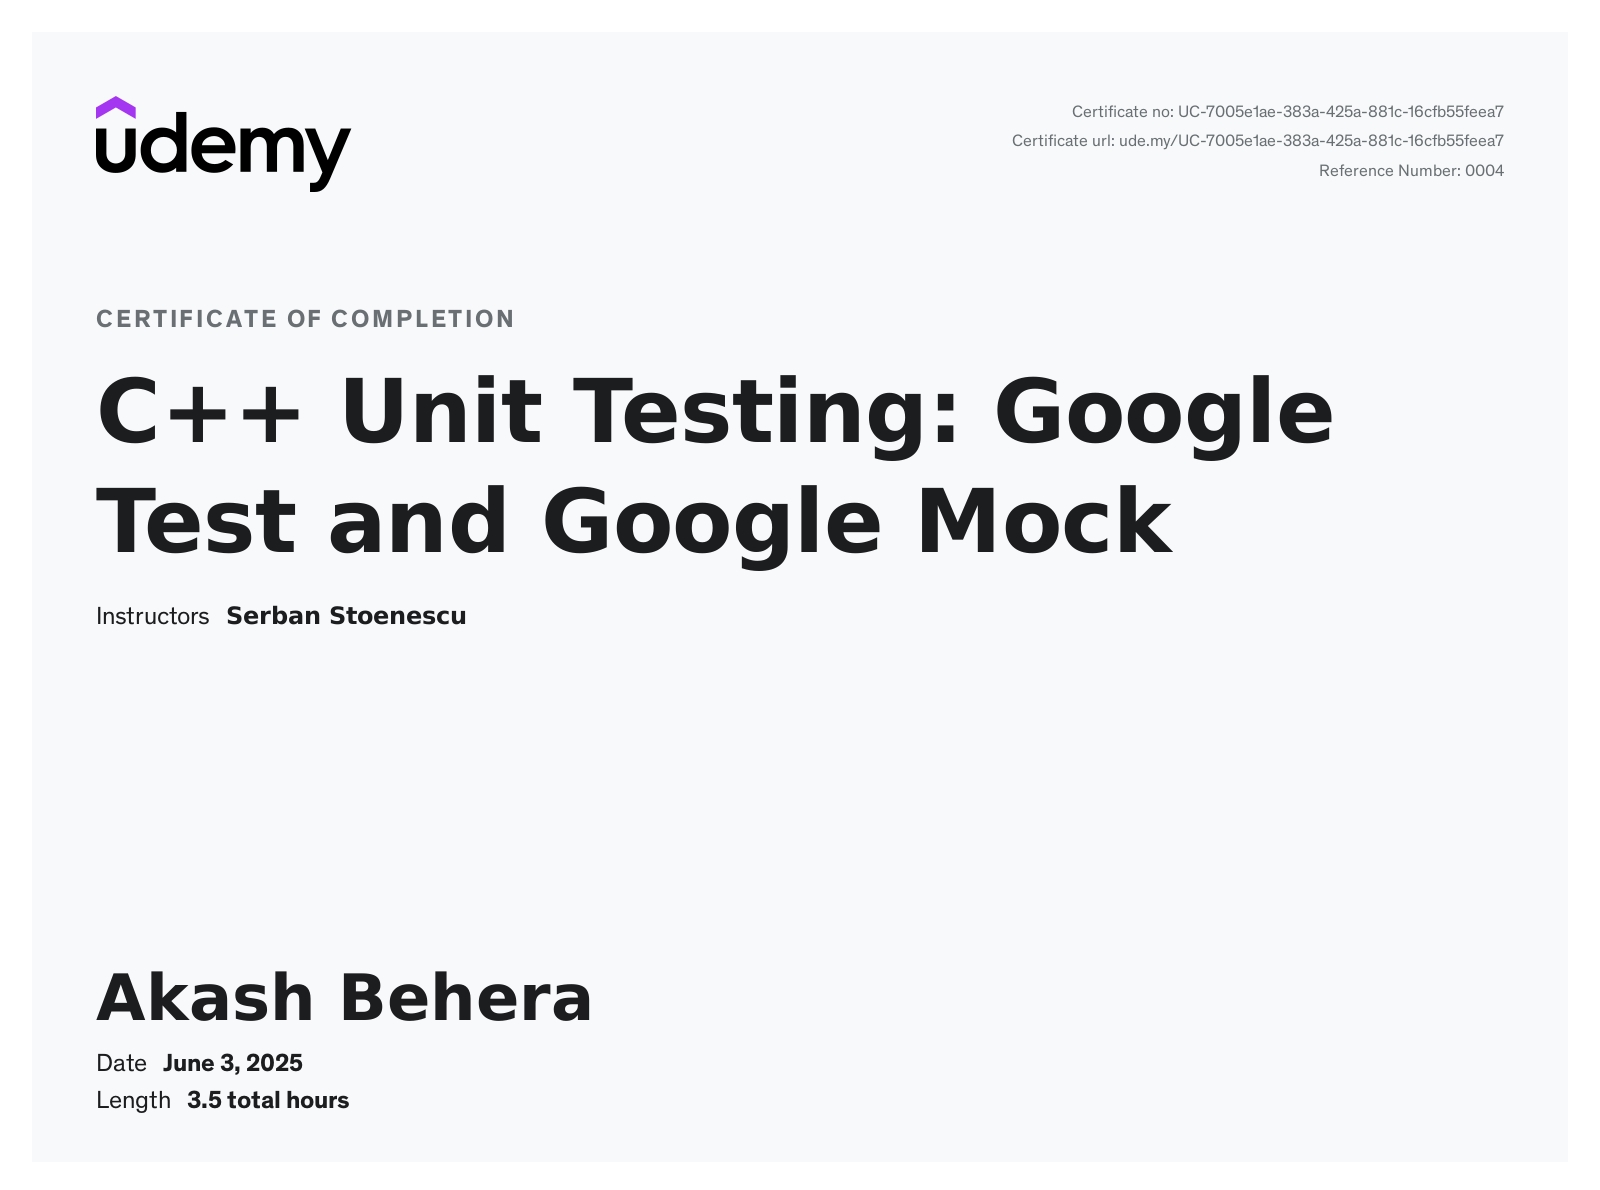 udemy
Certificate no: UC-7005e1ae-383a-425a-881c-16cfb55feea7
Certificate url: ude.my/UC-7005e1ae-383a-425a-881c-16cfb55feea7
Reference Number: 0004
CERTIFICATE OF COMPLETION
C++ Unit Testing: Google
Test and Google Mock
Instructors Serban Stoenescu
Akash Behera
Date June 3, 2025
Length 3.5 total hours